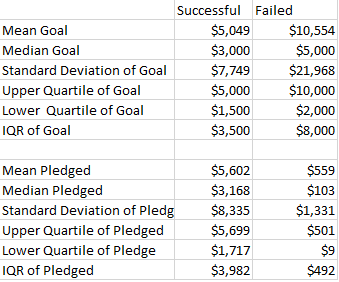 Successful Failed
Mean Goal $5,049 $10,554
Median Goal $3,000 $5,000
Standard Deviation of Goal $7,749 $21,968
Upper Quartile of Goal $5,000 $10,000
Lower Quartile of Goal $1,500 $2,000
IQR of Goal $3,500 $8,000
Mean Pledged $5,602 $559
Median Pledged $3,168 $103
Standard Deviation of Pledg $8,335 $1,331
Upper Quartile of Pledged $5,699 $501
Lower Quartile of Pledge $1,717 $9
IQR of Pledged $3,982 $492